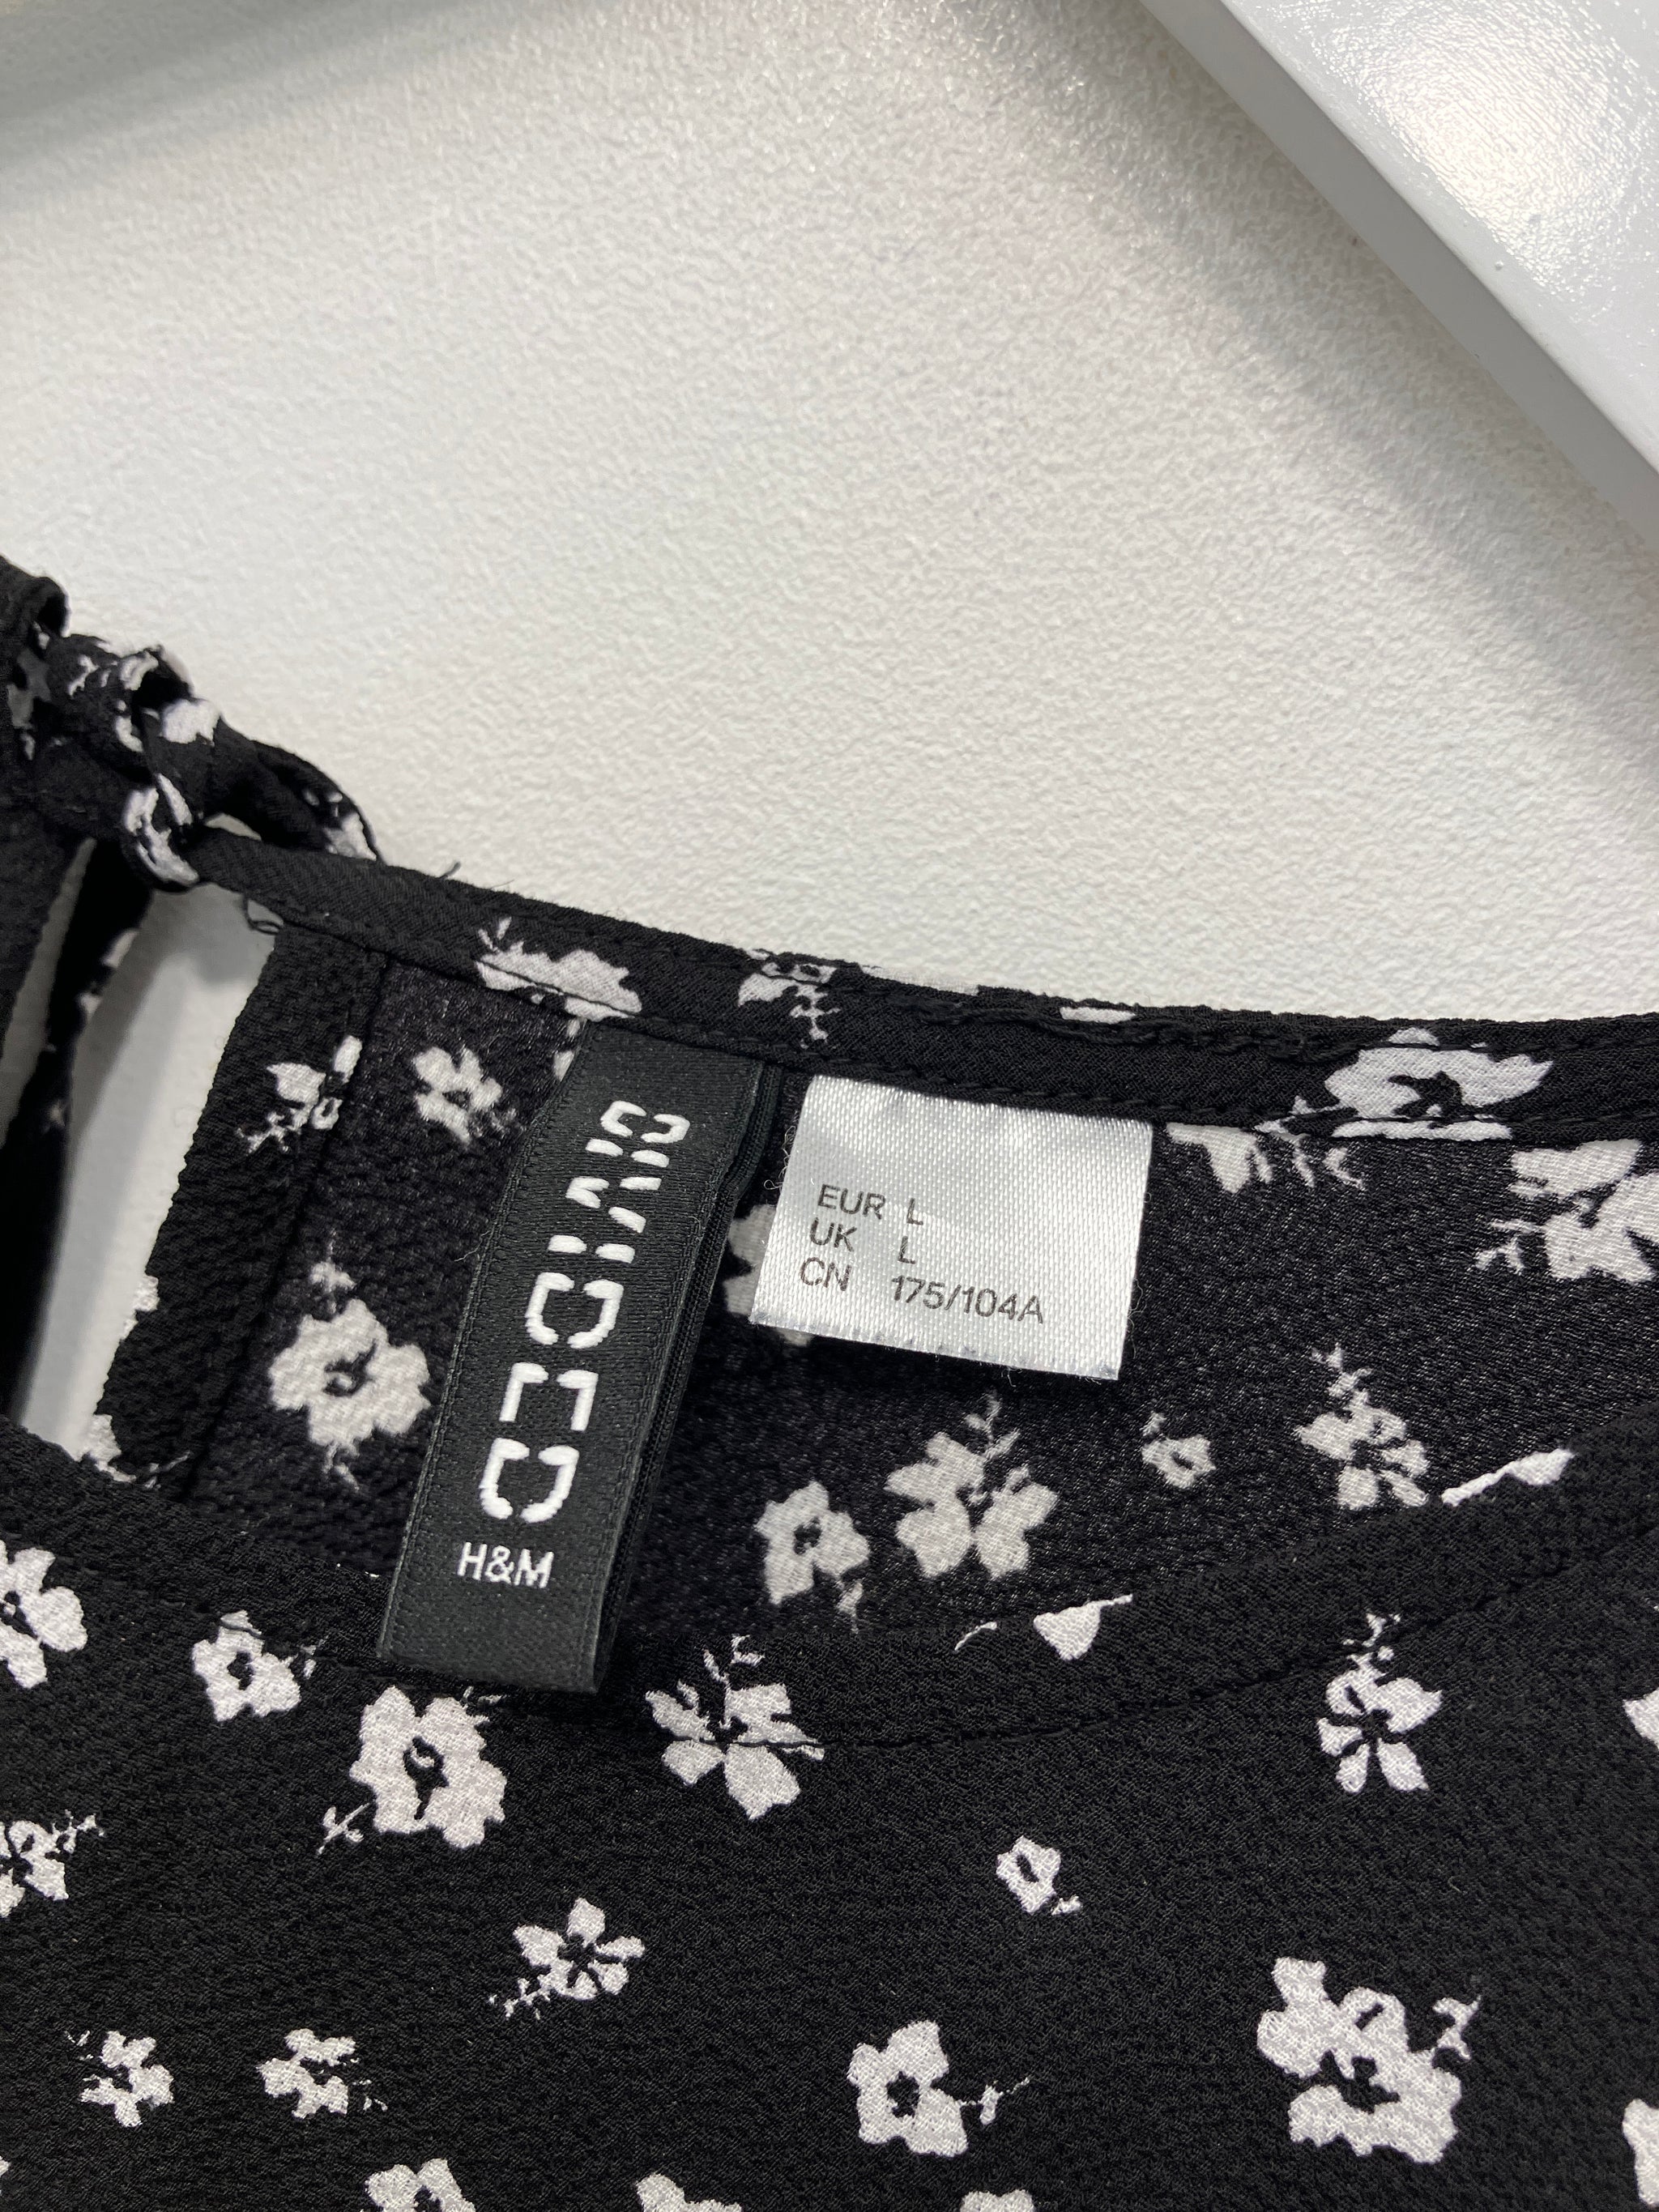 DIVIDED
H&M
EUR L
UK L
CN 175/104A